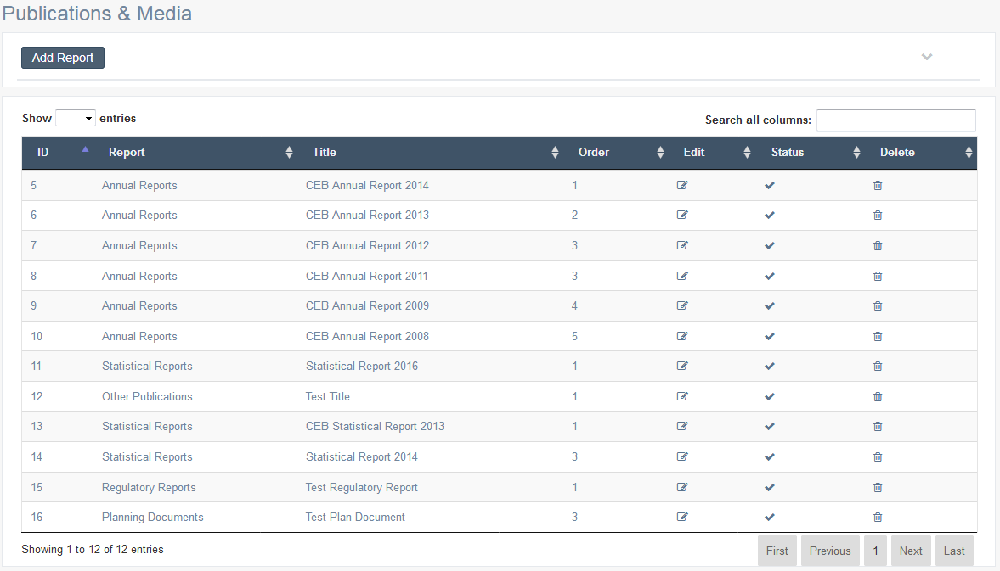 Publications & Media
Add Report
Show entries Search all columns:
ID Report Title Order Edit Status Delete
5 Annual Reports CEB Annual Report 2014 1
6 Annual Reports CEB Annual Report 2013 2
7 Annual Reports CEB Annual Report 2012 3
8 Annual Reports CEB Annual Report 2011 3
9 Annual Reports CEB Annual Report 2009 4
10 Annual Reports CEB Annual Report 2008 5
11 Statistical Reports Statistical Report 2016 1
12 Other Publications Test Title 1
13 Statistical Reports CEB Statistical Report 2013 1
14 Statistical Reports Statistical Report 2014 3
15 Regulatory Reports Test Regulatory Report 1
16 Planning Documents Test Plan Document 3
Showing 1 to 12 of 12 entries First Previous 1 Next Last